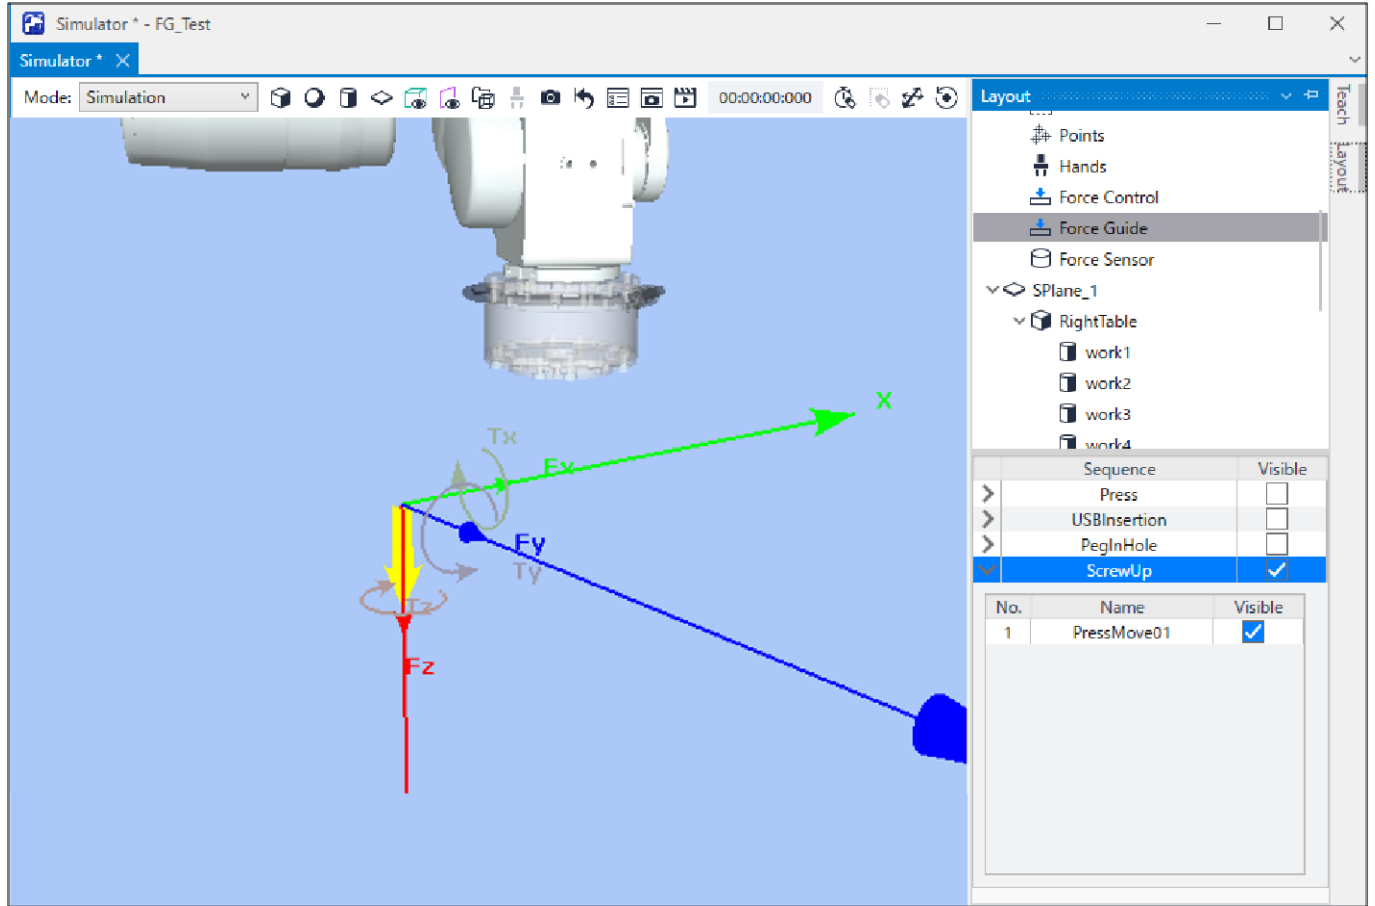 Simulator * - FG_Test
Simulator *
Mode: Simulation 00:00:00:000
Layout
Teach
Layout
Points
Hands
Force Control
Force Guide
Force Sensor
SPlane_1
RightTable
work1
work2
work3
work4
X
Tx
Fx
Fy
Ty
Tz
Fz
Sequence Visible
Press
USBInsertion
PegInHole
ScrewUp
No. Name Visible
1 PressMove01